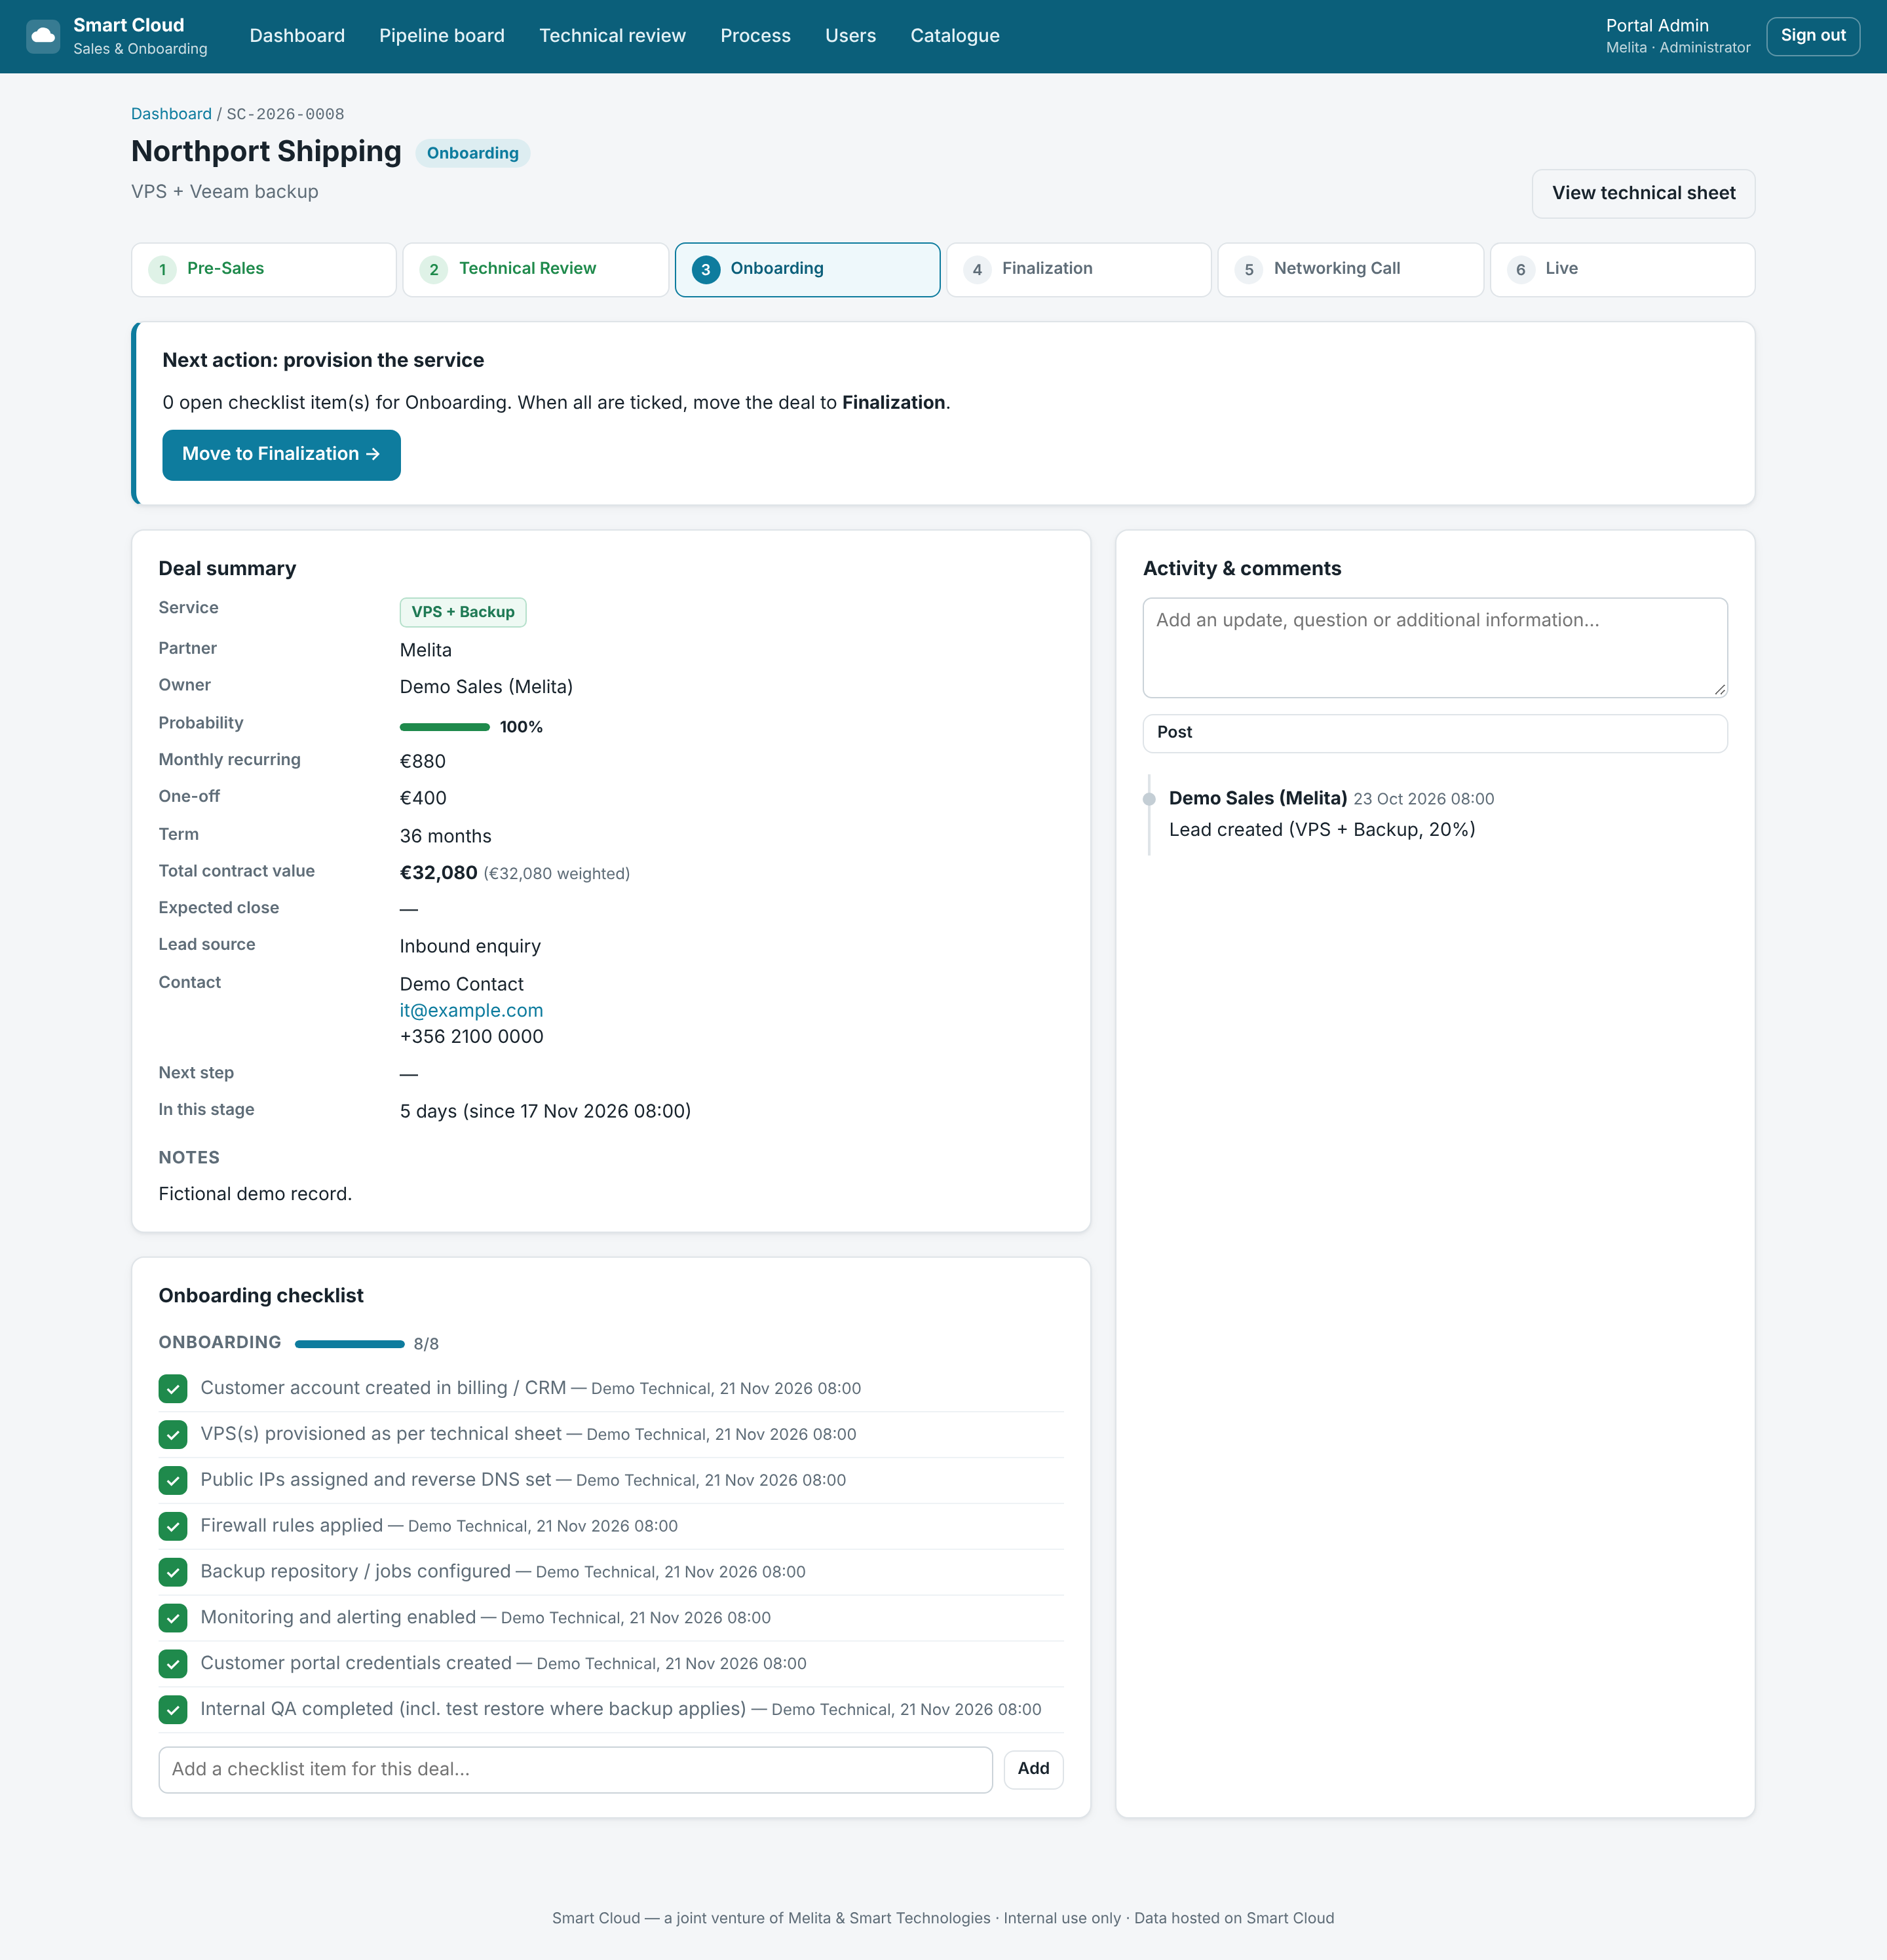 Smart Cloud
Sales & Onboarding
Dashboard
Pipeline board
Technical review
Process
Users
Catalogue
Portal Admin
Melita · Administrator
Sign out
Dashboard / SC-2026-0008
Northport Shipping
Onboarding
VPS + Veeam backup
View technical sheet
1 Pre-Sales
2 Technical Review
3 Onboarding
4 Finalization
5 Networking Call
6 Live
Next action: provision the service
0 open checklist item(s) for Onboarding. When all are ticked, move the deal to Finalization.
Move to Finalization →
Deal summary
Service VPS + Backup
Partner Melita
Owner Demo Sales (Melita)
Probability 100%
Monthly recurring €880
One-off €400
Term 36 months
Total contract value €32,080 (€32,080 weighted)
Expected close —
Lead source Inbound enquiry
Contact Demo Contact
it@example.com
+356 2100 0000
Next step —
In this stage 5 days (since 17 Nov 2026 08:00)
NOTES
Fictional demo record.
Activity & comments
Add an update, question or additional information...
Post
Demo Sales (Melita) 23 Oct 2026 08:00
Lead created (VPS + Backup, 20%)
Onboarding checklist
ONBOARDING 8/8
Customer account created in billing / CRM — Demo Technical, 21 Nov 2026 08:00
VPS(s) provisioned as per technical sheet — Demo Technical, 21 Nov 2026 08:00
Public IPs assigned and reverse DNS set — Demo Technical, 21 Nov 2026 08:00
Firewall rules applied — Demo Technical, 21 Nov 2026 08:00
Backup repository / jobs configured — Demo Technical, 21 Nov 2026 08:00
Monitoring and alerting enabled — Demo Technical, 21 Nov 2026 08:00
Customer portal credentials created — Demo Technical, 21 Nov 2026 08:00
Internal QA completed (incl. test restore where backup applies) — Demo Technical, 21 Nov 2026 08:00
Add a checklist item for this deal...
Add
Smart Cloud — a joint venture of Melita & Smart Technologies · Internal use only · Data hosted on Smart Cloud